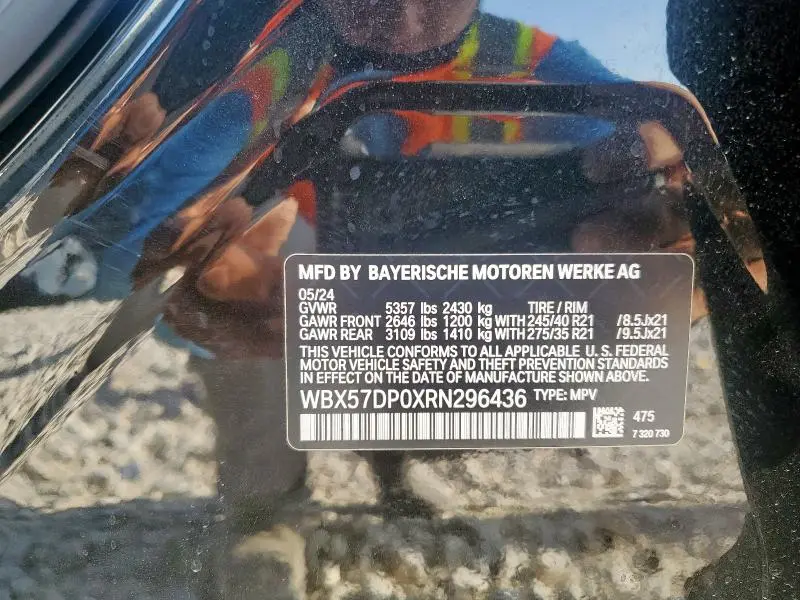 MFD BY BAYERISCHE MOTOREN WERKE AG
05/24
GVWR 5357 lbs 2430 kg TIRE / RIM
GAWR FRONT 2646 lbs 1200 kg WITH 245/40 R21 /8.5Jx21
GAWR REAR 3109 lbs 1410 kg WITH 275/35 R21 /9.5Jx21
THIS VEHICLE CONFORMS TO ALL APPLICABLE U.S. FEDERAL
MOTOR VEHICLE SAFETY AND THEFT PREVENTION STANDARDS
IN EFFECT ON THE DATE OF MANUFACTURE SHOWN ABOVE.
WBX57DP0XRN296436 TYPE: MPV
475
7 320 730